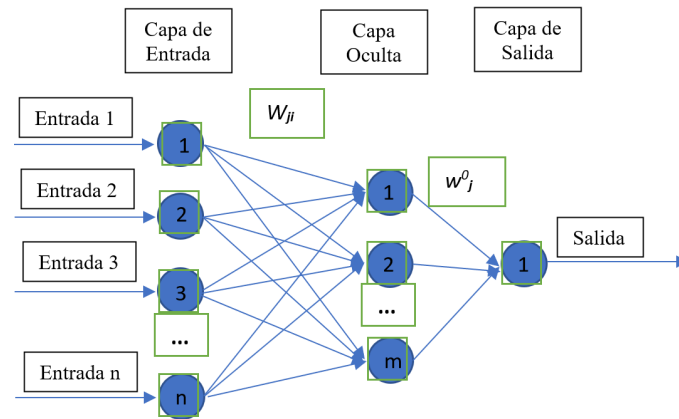 Capa de
Entrada
Capa
Oculta
Capa de
Salida
Entrada 1
Entrada 2
Entrada 3
Entrada n
1
2
3
...
n
W ji
1
2
...
m
w⁰j
1
Salida